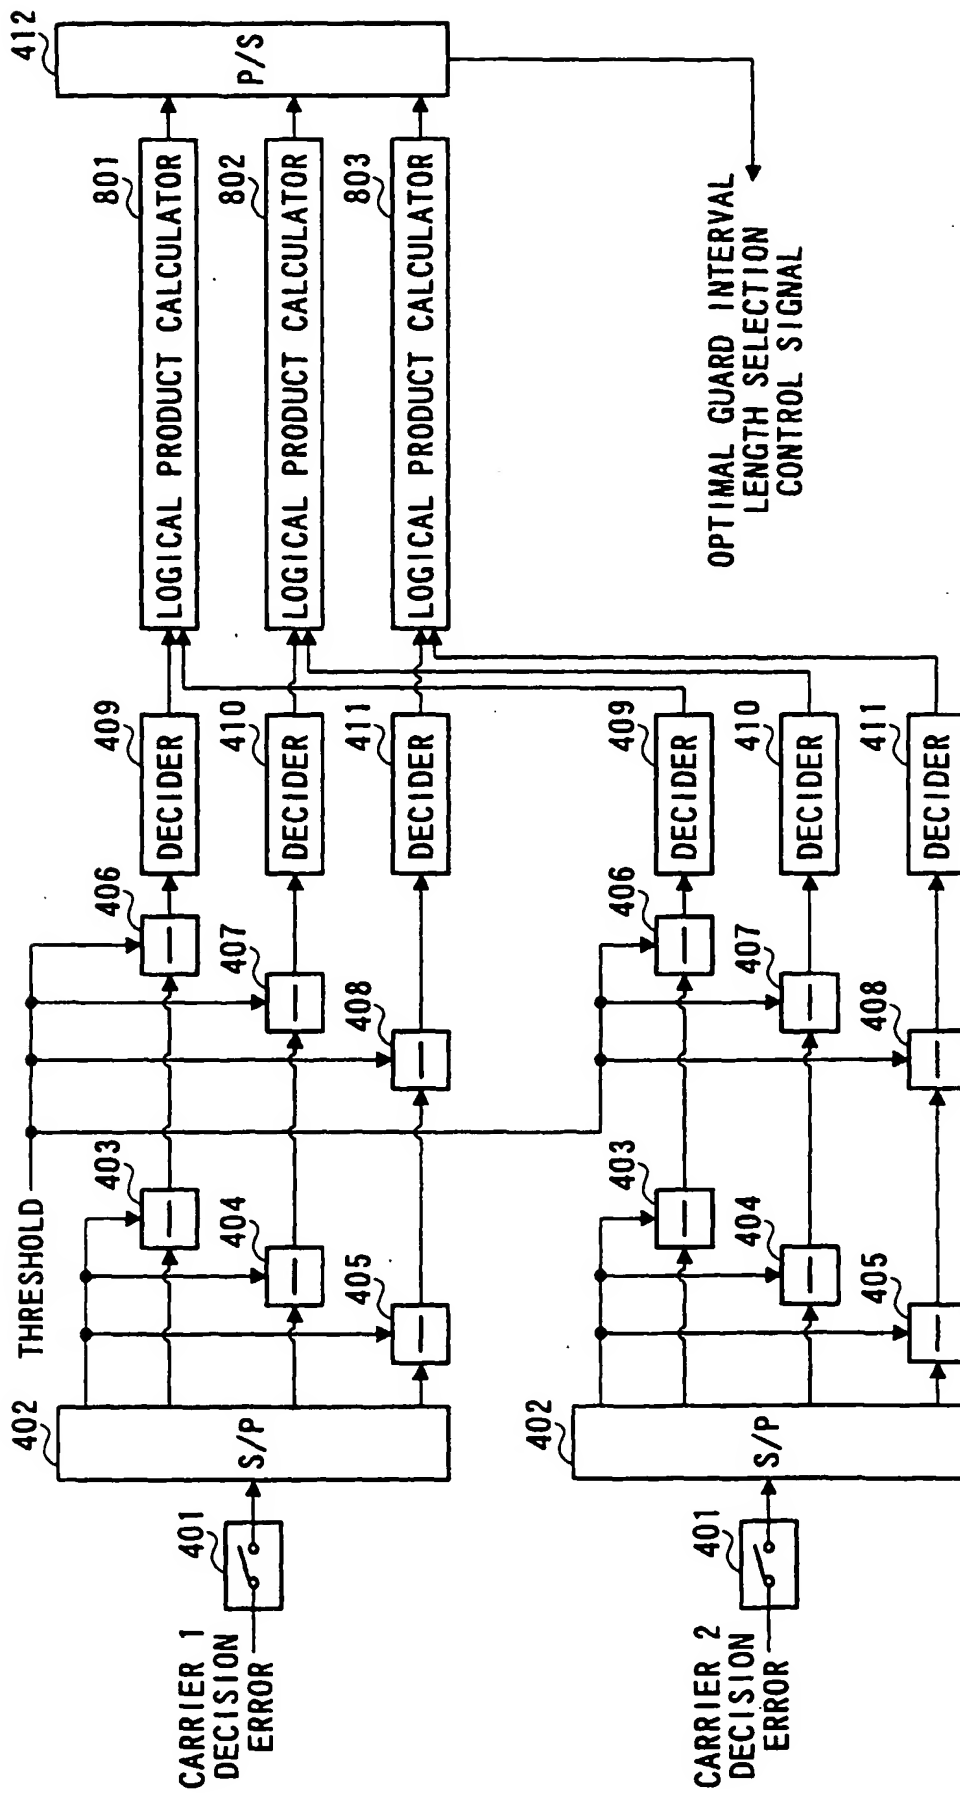 CARRIER 1
DECISION
ERROR
401
402
S/P
THRESHOLD
403
404
405
406
407
408
409
DECIDER
410
DECIDER
411
DECIDER
801
LOGICAL PRODUCT CALCULATOR
802
LOGICAL PRODUCT CALCULATOR
803
LOGICAL PRODUCT CALCULATOR
412
P/S
OPTIMAL GUARD INTERVAL
LENGTH SELECTION
CONTROL SIGNAL
CARRIER 2
DECISION
ERROR
401
402
S/P
403
404
405
406
407
408
409
DECIDER
410
DECIDER
411
DECIDER